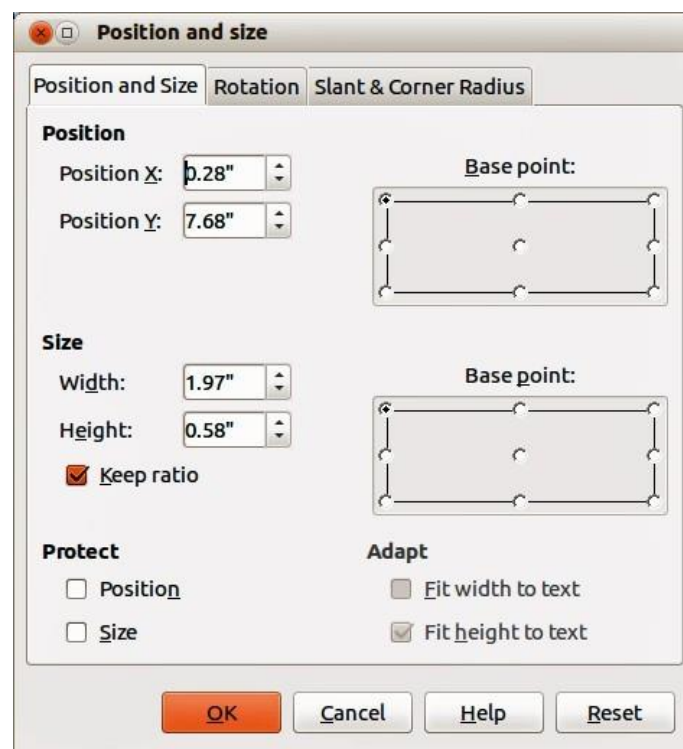 Position and size
Position and Size Rotation Slant & Corner Radius
Position
Position X: 0.28"
Base point:
Position Y: 7.68"
Size
Width: 1.97"
Base point:
Height: 0.58"
Keep ratio
Protect Adapt
Position Fit width to text
Size Fit height to text
OK Cancel Help Reset